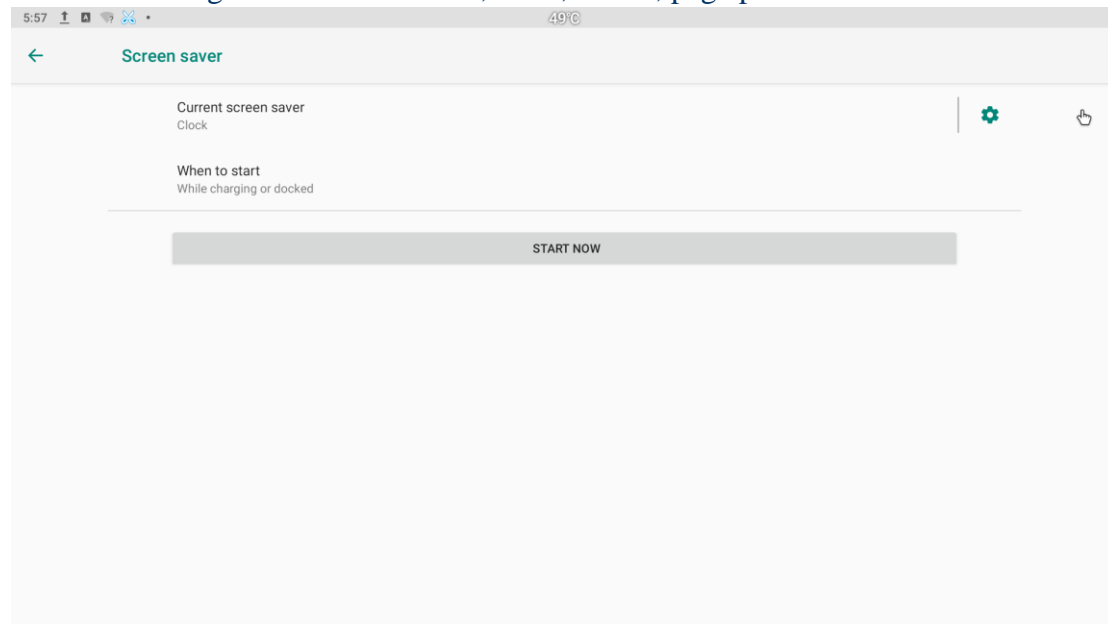 5:57
49°C
Screen saver
Current screen saver
Clock
When to start
While charging or docked
START NOW